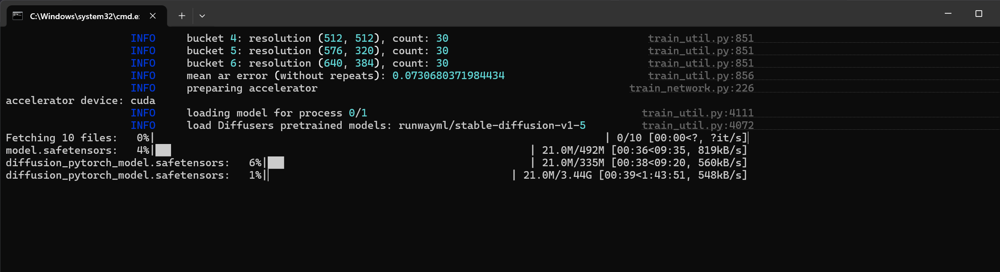 C:\Windows\system32\cmd.e
INFO bucket 4: resolution (512, 512), count: 30 train_util.py:851
INFO bucket 5: resolution (576, 320), count: 30 train_util.py:851
INFO bucket 6: resolution (640, 384), count: 30 train_util.py:851
INFO mean ar error (without repeats): 0.0730680371984434 train_util.py:856
INFO preparing accelerator train_network.py:226
accelerator device: cuda
INFO loading model for process 0/1 train_util.py:4111
INFO load Diffusers pretrained models: runwayml/stable-diffusion-v1-5 train_util.py:4072
Fetching 10 files: 0%| | 0/10 [00:00<?, ?it/s]
model.safetensors: 4%|██ | 21.0M/492M [00:36<09:35, 819kB/s]
diffusion_pytorch_model.safetensors: 6%|██ | 21.0M/335M [00:38<09:20, 560kB/s]
diffusion_pytorch_model.safetensors: 1%| | 21.0M/3.44G [00:39<1:43:51, 548kB/s]